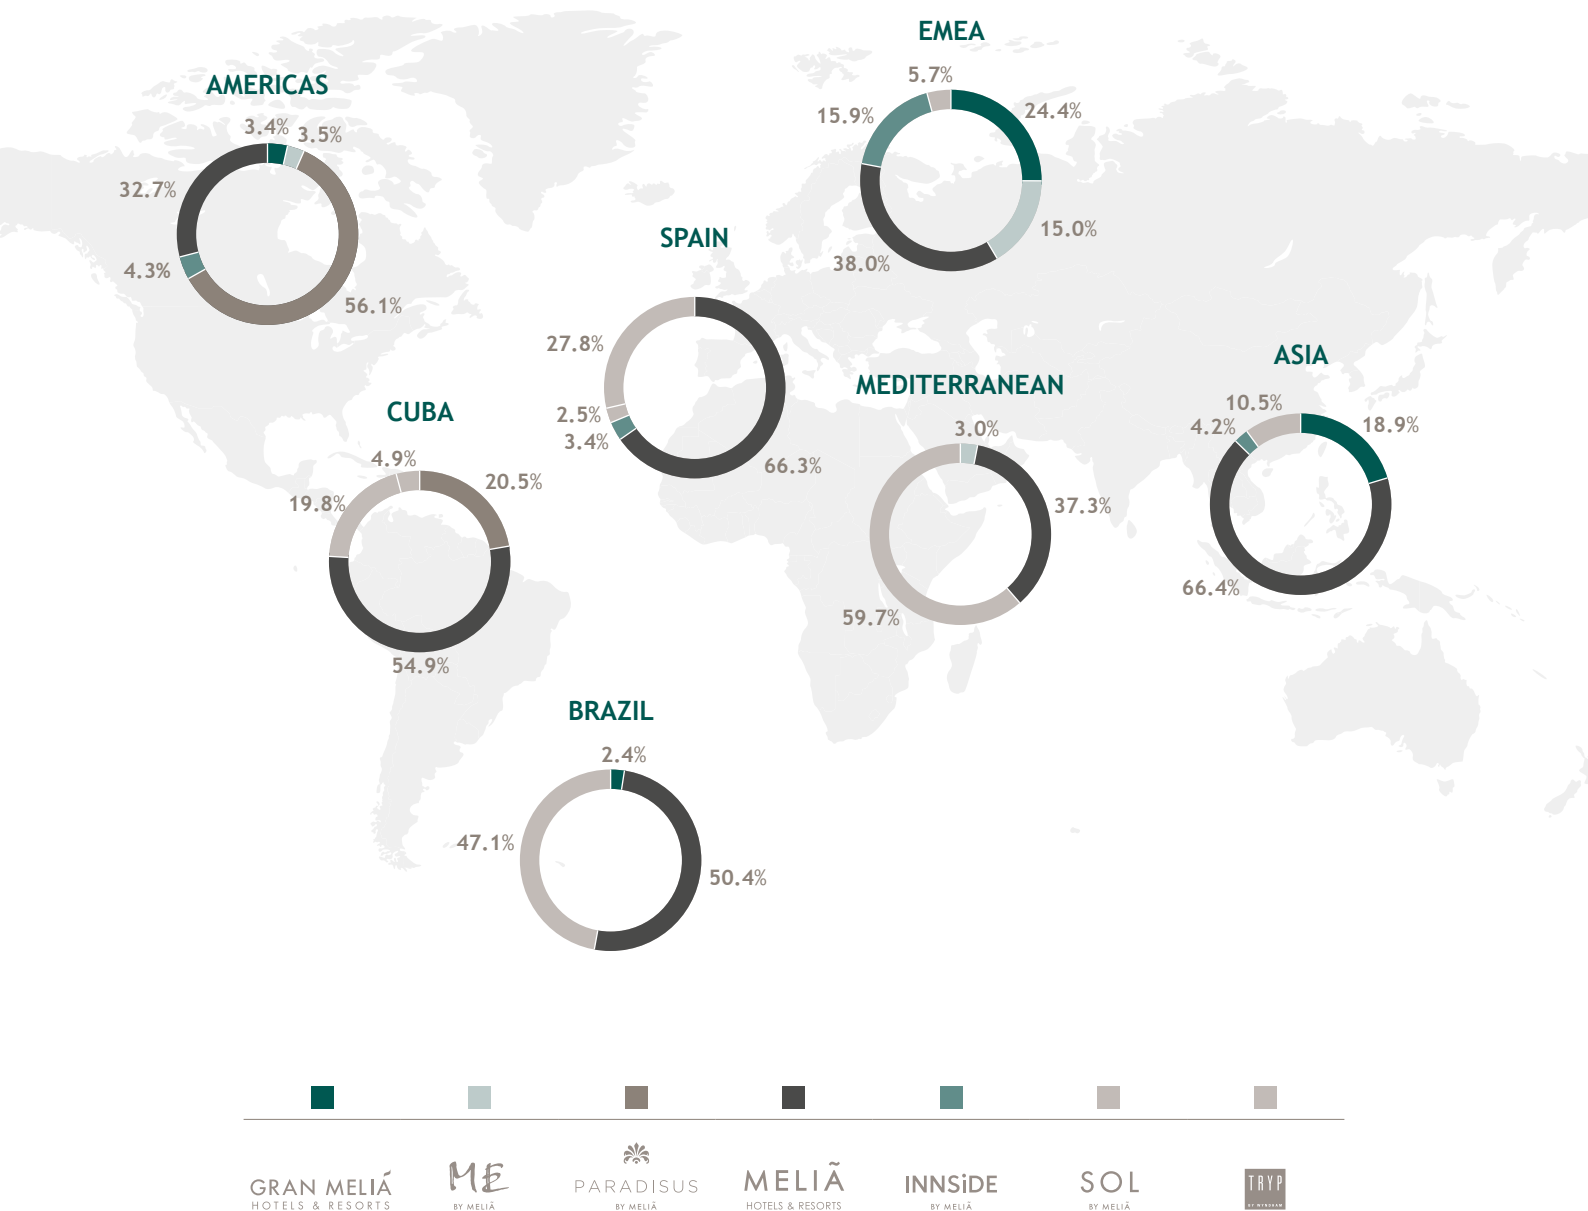 EMEA
5.7%
24.4%
15.9%
15.0%
38.0%
AMERICAS
3.4%
3.5%
32.7%
4.3%
56.1%
SPAIN
27.8%
2.5%
3.4%
66.3%
ASIA
10.5%
18.9%
4.2%
66.4%
MEDITERRANEAN
3.0%
37.3%
59.7%
CUBA
4.9%
20.5%
19.8%
54.9%
BRAZIL
2.4%
47.1%
50.4%
GRAN MELIÁ
HOTELS & RESORTS
ME
BY MELIÃ
PARADISUS
BY MELIÃ
MELIÃ
HOTELS & RESORTS
INNSiDE
BY MELIÃ
SOL
BY MELIÃ
TRYP
BY WYNDHAM